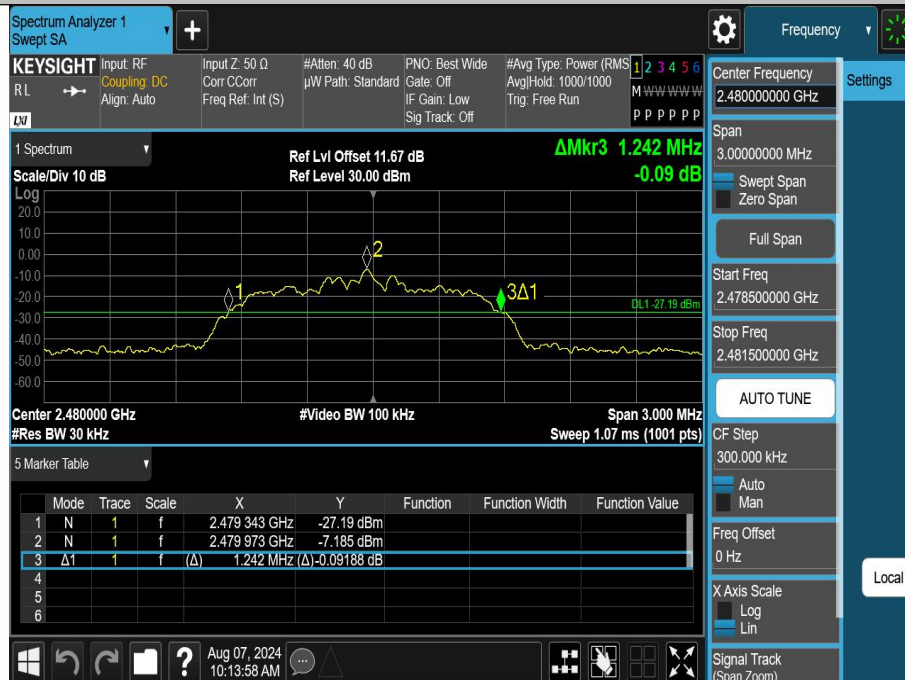 Spectrum Analyzer 1
Swept SA
+
Frequency
KEYSIGHT
RL
LXI
Input: RF
Coupling: DC
Align: Auto
Input Z: 50 Ω
Corr CCorr
Freq Ref: Int (S)
#Atten: 40 dB
µW Path: Standard
PNO: Best Wide
Gate: Off
IF Gain: Low
Sig Track: Off
#Avg Type: Power (RMS
Avg|Hold: 1000/1000
Trig: Free Run
1 2 3 4 5 6
M W W W W W
P P P P P P
1 Spectrum
Scale/Div 10 dB
Ref Lvl Offset 11.67 dB
Ref Level 30.00 dBm
ΔMkr3 1.242 MHz
-0.09 dB
Log
20.0
10.0
0.00
-10.0
-20.0
-30.0
-40.0
-50.0
-60.0
1
2
3Δ1
DL1 -27.19 dBm
Center 2.480000 GHz
#Video BW 100 kHz
Span 3.000 MHz
#Res BW 30 kHz
Sweep 1.07 ms (1001 pts)
5 Marker Table
Mode Trace Scale X Y Function Function Width Function Value
1 N 1 f 2.479 343 GHz -27.19 dBm
2 N 1 f 2.479 973 GHz -7.185 dBm
3 Δ1 1 f (Δ) 1.242 MHz (Δ) -0.09188 dB
4
5
6
Aug 07, 2024
10:13:58 AM
?
Center Frequency
2.480000000 GHz
Settings
Span
3.00000000 MHz
Swept Span
Zero Span
Full Span
Start Freq
2.478500000 GHz
Stop Freq
2.481500000 GHz
AUTO TUNE
CF Step
300.000 kHz
Auto
Man
Freq Offset
0 Hz
X Axis Scale
Log
Lin
Signal Track
(Span Zoom)
Local